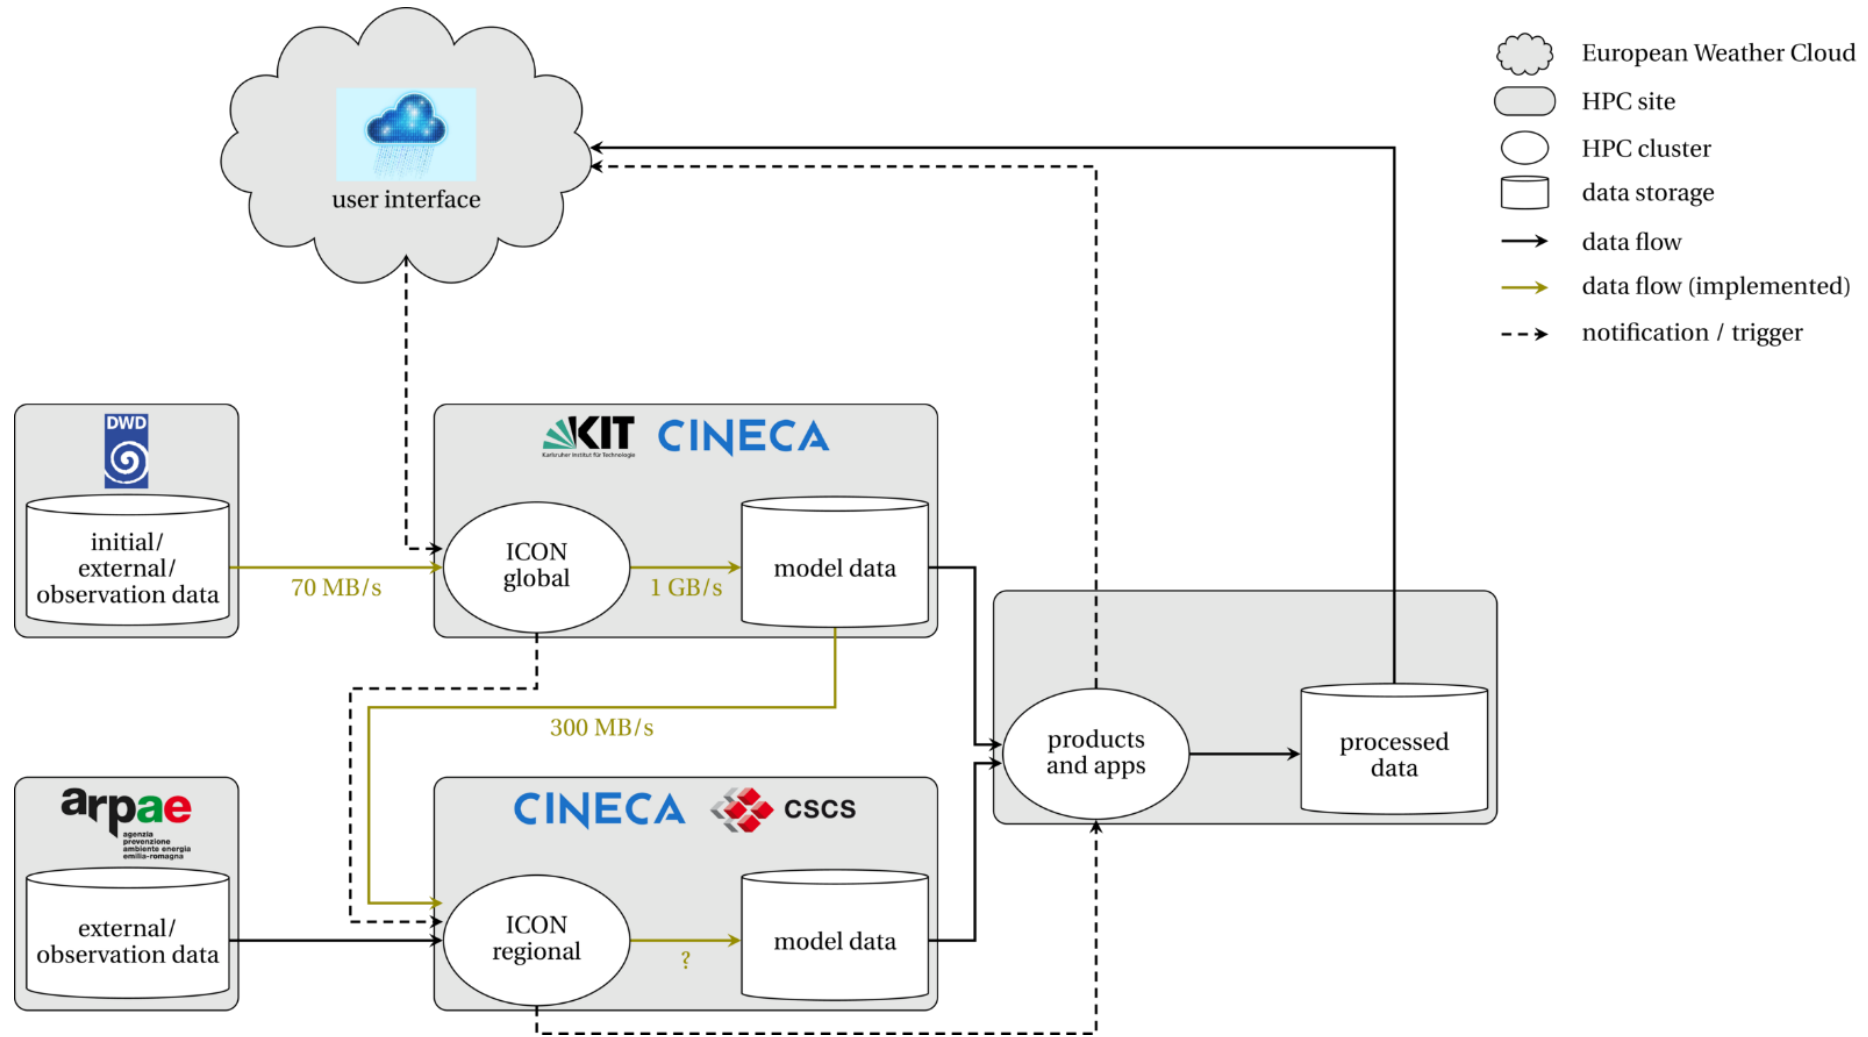 user interface
European Weather Cloud
HPC site
HPC cluster
data storage
data flow
data flow (implemented)
notification / trigger
DWD
initial/
external/
observation data
70 MB/s
KIT
Karlsruher Institut für Technologie
CINECA
ICON
global
1 GB/s
model data
300 MB/s
products
and apps
processed
data
arpae
agenzia
prevenzione
ambiente energia
emilia-romagna
external/
observation data
CINECA
CSCS
ICON
regional
?
model data